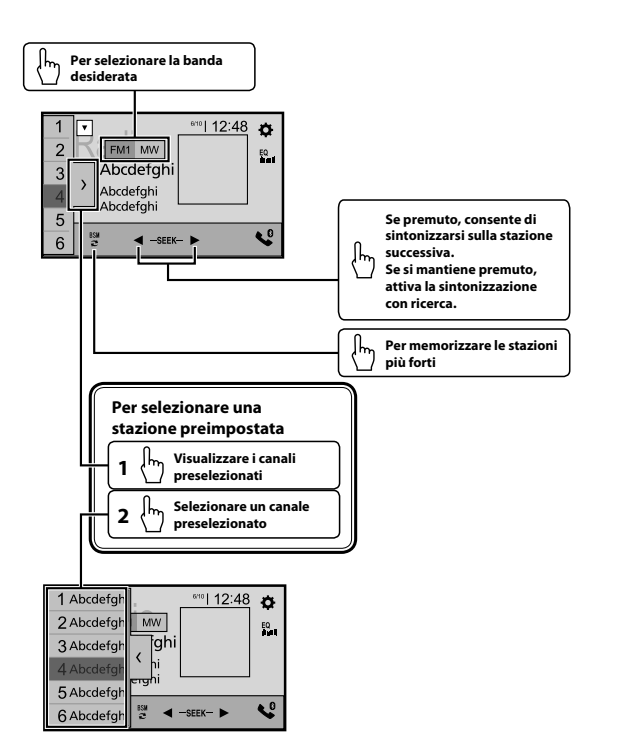 Per selezionare la banda
desiderata
1
2
3
4
5
6
Radio
6/10 12:48
FM1 MW
EQ
Abcdefghi
Abcdefghi
Abcdefghi
BSM
SEEK
Se premuto, consente di
sintonizzarsi sulla stazione
successiva.
Se si mantiene premuto,
attiva la sintonizzazione
con ricerca.
Per memorizzare le stazioni
più forti
Per selezionare una
stazione preimpostata
1 Visualizzare i canali
preselezionati
2 Selezionare un canale
preselezionato
1 Abcdefgh
2 Abcdefgh
3 Abcdefgh
4 Abcdefgh
5 Abcdefgh
6 Abcdefgh
6/10 12:48
MW
EQ
fghi
hi
efghi
BSM
SEEK